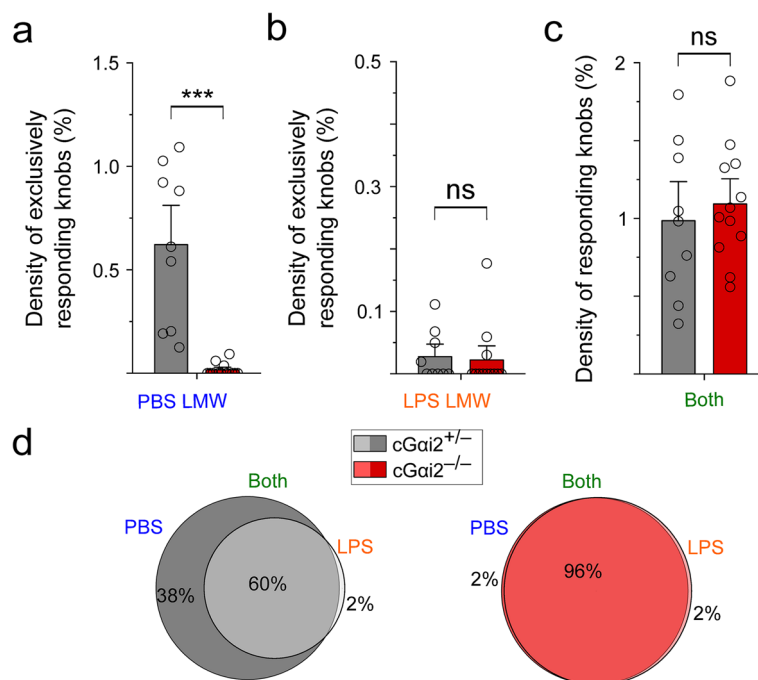 a
Density of exclusively
responding knobs (%)
1.5
1.0
0.5
***
PBS LMW
b
Density of exclusively
responding knobs (%)
0.5
0.3
0.1
ns
LPS LMW
c
Density of responding knobs (%)
2
1
ns
Both
d
cGαi2+/−
cGαi2−/−
Both
PBS
LPS
38%
60%
2%
Both
PBS
LPS
2%
96%
2%